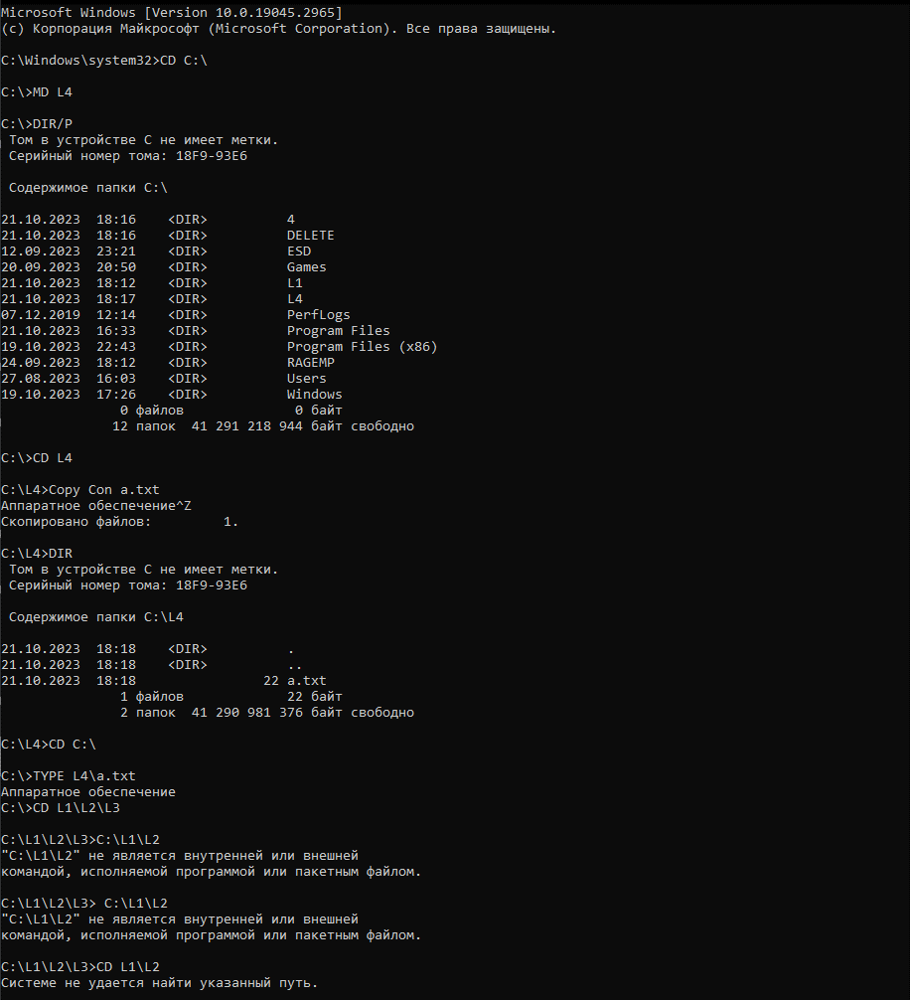 Microsoft Windows [Version 10.0.19045.2965]
(c) Корпорация Майкрософт (Microsoft Corporation). Все права защищены.
C:\Windows\system32>CD C:\
C:\>MD L4
C:\>DIR/P
 Том в устройстве C не имеет метки.
 Серийный номер тома: 18F9-93E6
 Содержимое папки C:\
21.10.2023  18:16    <DIR>          4
21.10.2023  18:16    <DIR>          DELETE
12.09.2023  23:21    <DIR>          ESD
20.09.2023  20:50    <DIR>          Games
21.10.2023  18:12    <DIR>          L1
21.10.2023  18:17    <DIR>          L4
07.12.2019  12:14    <DIR>          PerfLogs
21.10.2023  16:33    <DIR>          Program Files
19.10.2023  22:43    <DIR>          Program Files (x86)
24.09.2023  18:12    <DIR>          RAGEMP
27.08.2023  16:03    <DIR>          Users
19.10.2023  17:26    <DIR>          Windows
               0 файлов              0 байт
              12 папок  41 291 218 944 байт свободно
C:\>CD L4
C:\L4>Copy Con a.txt
Аппаратное обеспечение^Z
Скопировано файлов:         1.
C:\L4>DIR
 Том в устройстве C не имеет метки.
 Серийный номер тома: 18F9-93E6
 Содержимое папки C:\L4
21.10.2023  18:18    <DIR>          .
21.10.2023  18:18    <DIR>          ..
21.10.2023  18:18                22 a.txt
               1 файлов             22 байт
               2 папок  41 290 981 376 байт свободно
C:\L4>CD C:\
C:\>TYPE L4\a.txt
Аппаратное обеспечение
C:\>CD L1\L2\L3
C:\L1\L2\L3>C:\L1\L2
"C:\L1\L2" не является внутренней или внешней
командой, исполняемой программой или пакетным файлом.
C:\L1\L2\L3> C:\L1\L2
"C:\L1\L2" не является внутренней или внешней
командой, исполняемой программой или пакетным файлом.
C:\L1\L2\L3>CD L1\L2
Системе не удается найти указанный путь.